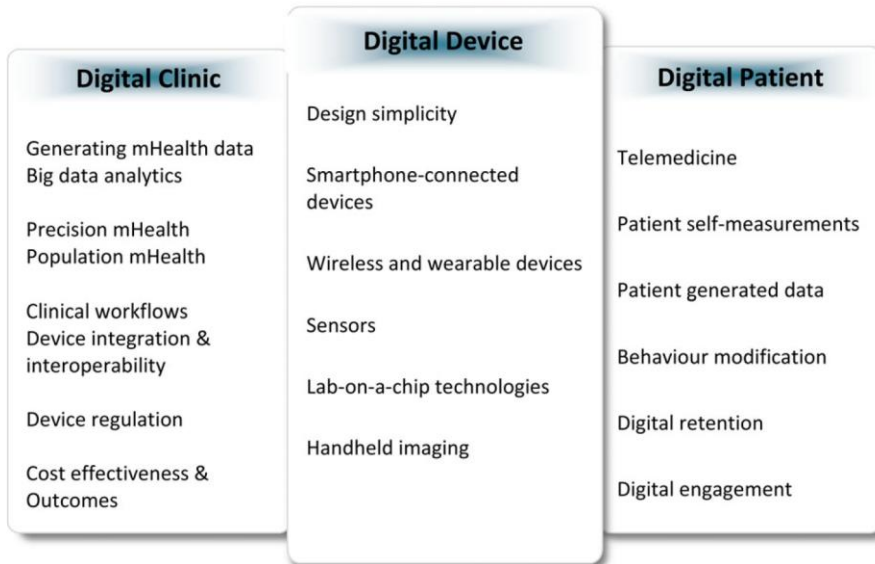 Digital Clinic
Generating mHealth data
Big data analytics
Precision mHealth
Population mHealth
Clinical workflows
Device integration &
interoperability
Device regulation
Cost effectiveness &
Outcomes
Digital Device
Design simplicity
Smartphone-connected
devices
Wireless and wearable devices
Sensors
Lab-on-a-chip technologies
Handheld imaging
Digital Patient
Telemedicine
Patient self-measurements
Patient generated data
Behaviour modification
Digital retention
Digital engagement